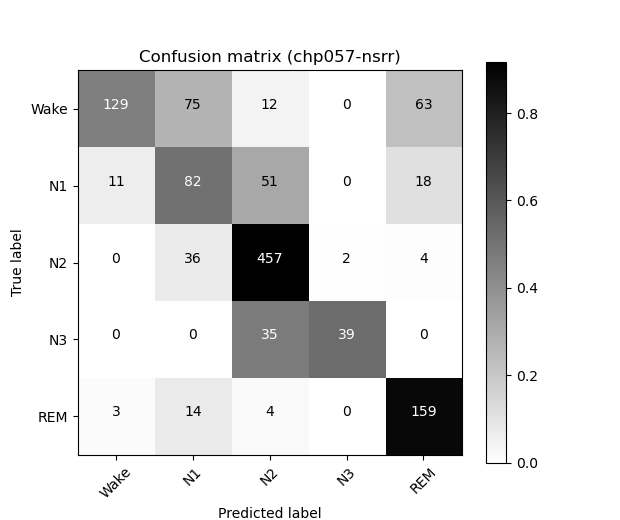 Confusion matrix (chp057-nsrr)
True label
Wake 129 75 12 0 63
N1 11 82 51 0 18
N2 0 36 457 2 4
N3 0 0 35 39 0
REM 3 14 4 0 159
Wake N1 N2 N3 REM
Predicted label
0.8
0.6
0.4
0.2
0.0